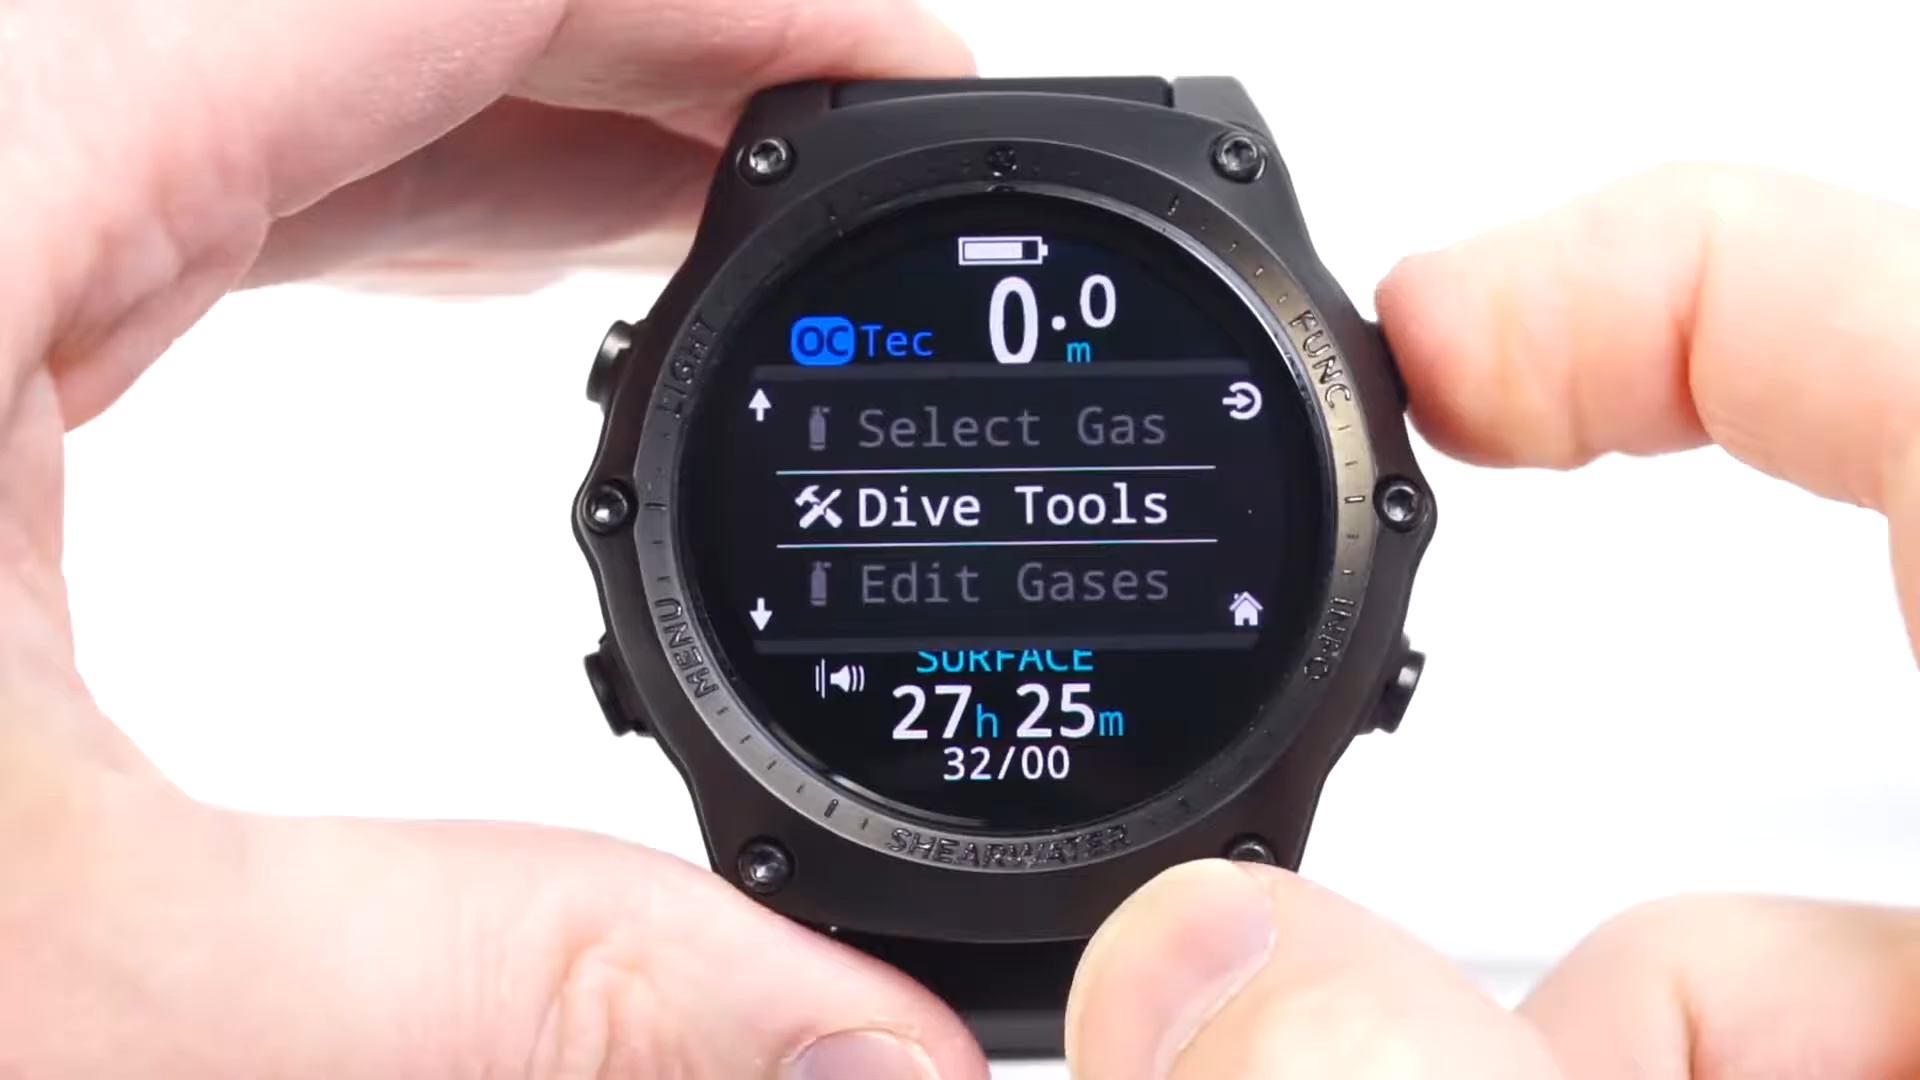 0.0
OC Tec
m
Select Gas
Dive Tools
Edit Gases
SURFACE
27h 25m
32/00
LIGHT
FUNC
MENU
INFO
SHEARWATER